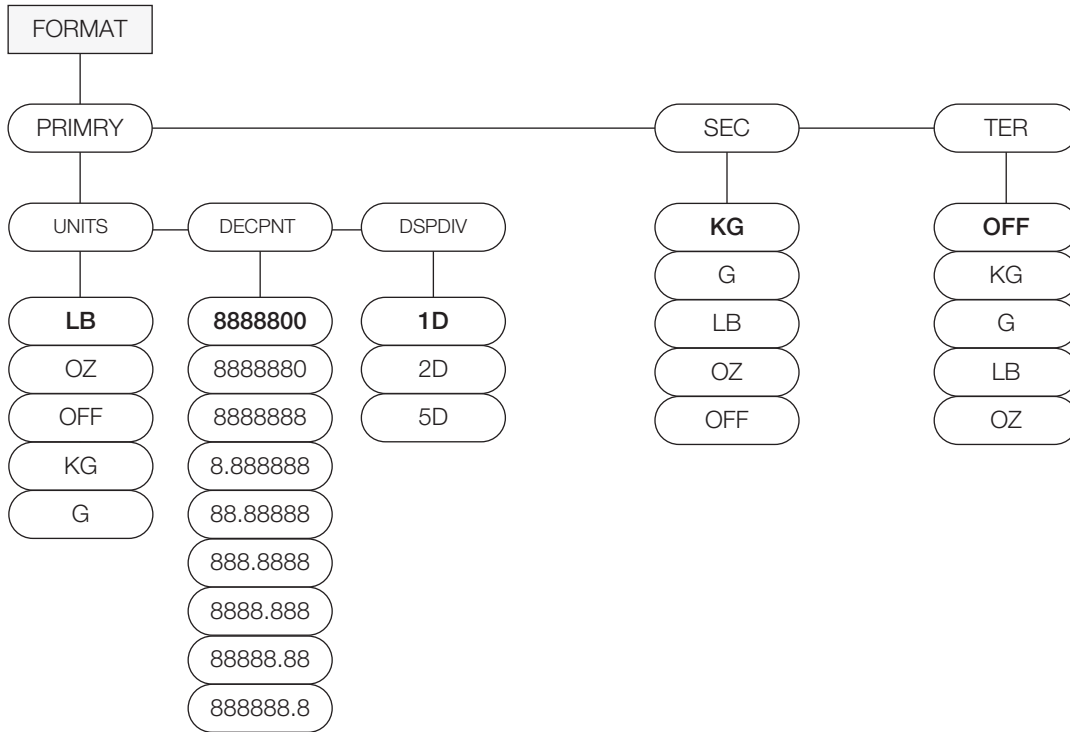 FORMAT
PRIMRY
SEC
TER
UNITS
DECPNT
DSPDIV
LB
OZ
OFF
KG
G
8888800
8888880
8888888
8.888888
88.88888
888.8888
8888.888
88888.88
888888.8
1D
2D
5D
KG
G
LB
OZ
OFF
OFF
KG
G
LB
OZ